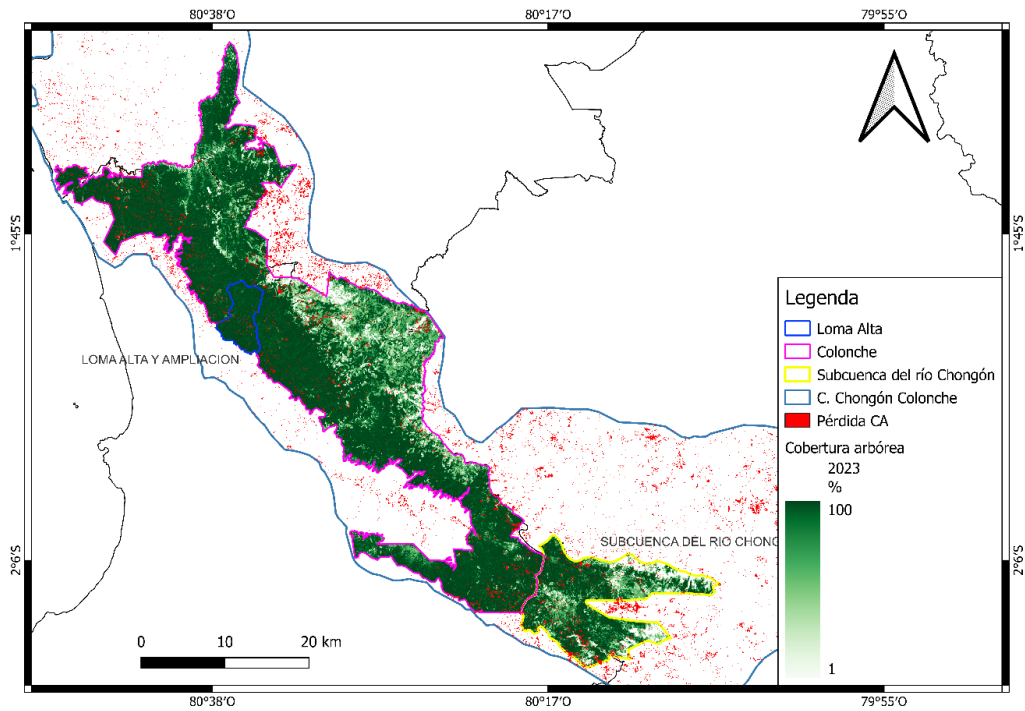 80°38'O 80°17'O 79°55'O
1°45'S 1°45'S
LOMA ALTA Y AMPLIACION
Legenda
Loma Alta
Colonche
Subcuenca del río Chongón
C. Chongón Colonche
Pérdida CA
Cobertura arbórea
2023
%
100
1
SUBCUENCA DEL RIO CHONG
2°6'S 2°6'S
0 10 20 km
80°38'O 80°17'O 79°55'O